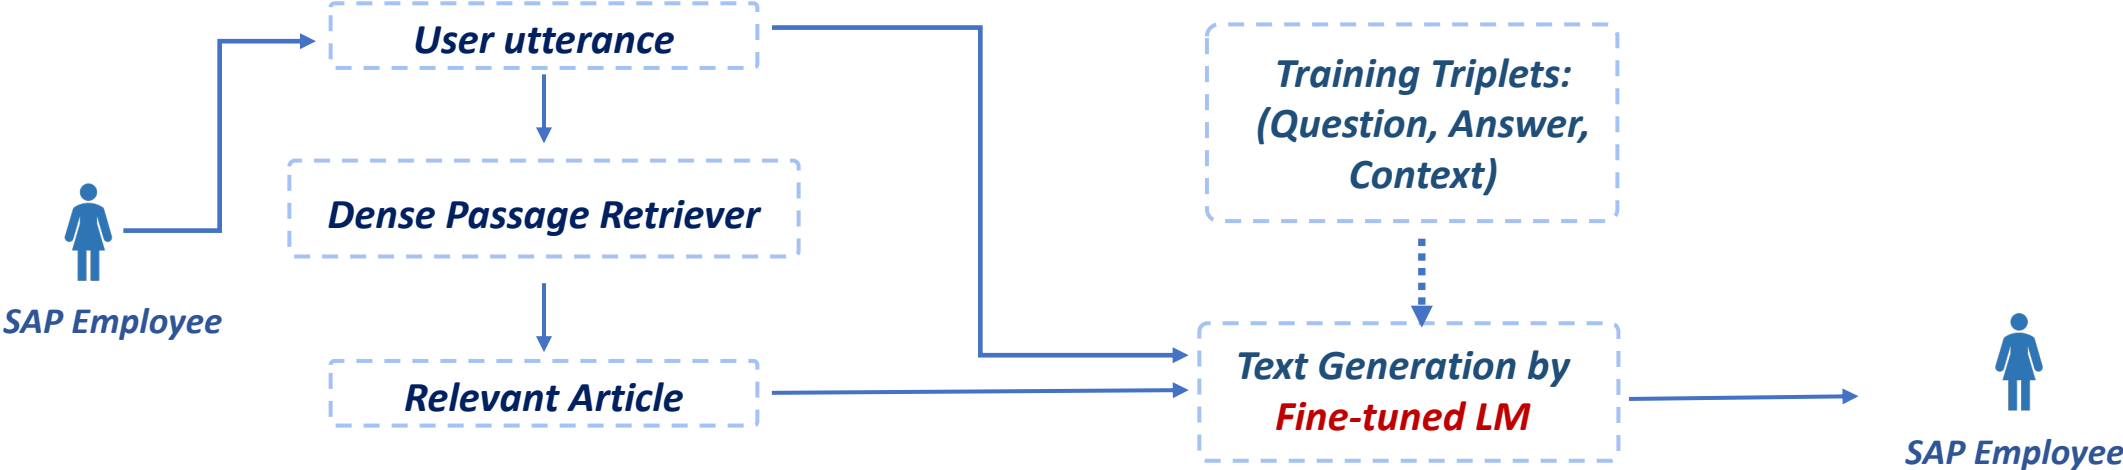 User utterance
Dense Passage Retriever
SAP Employee
Relevant Article
Training Triplets:
(Question, Answer,
Context)
Text Generation by
Fine-tuned LM
SAP Employee